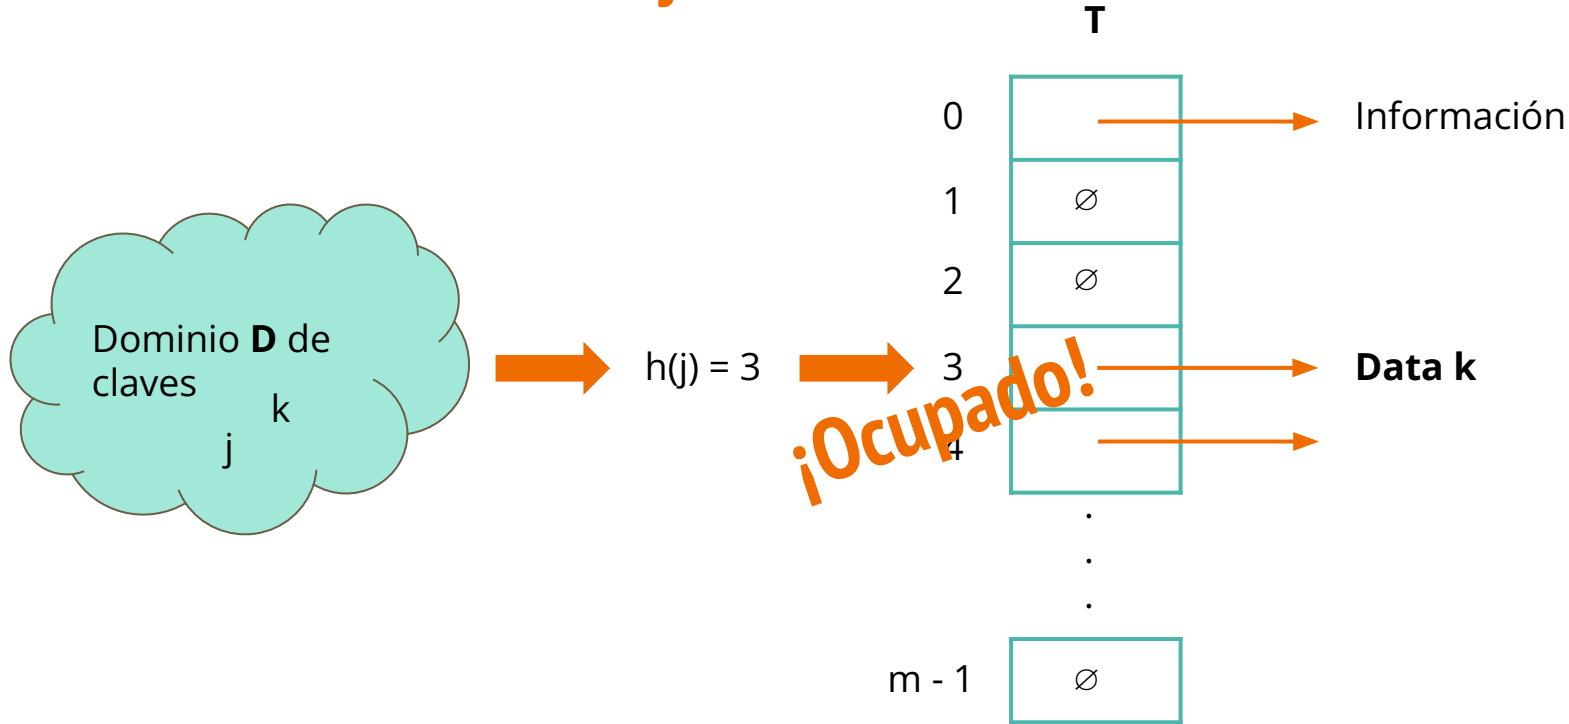 T
0
Información
1
∅
2
∅
Dominio D de
claves
k
j
h(j) = 3
3
Data k
¡Ocupado!
4
.
.
.
m - 1
∅